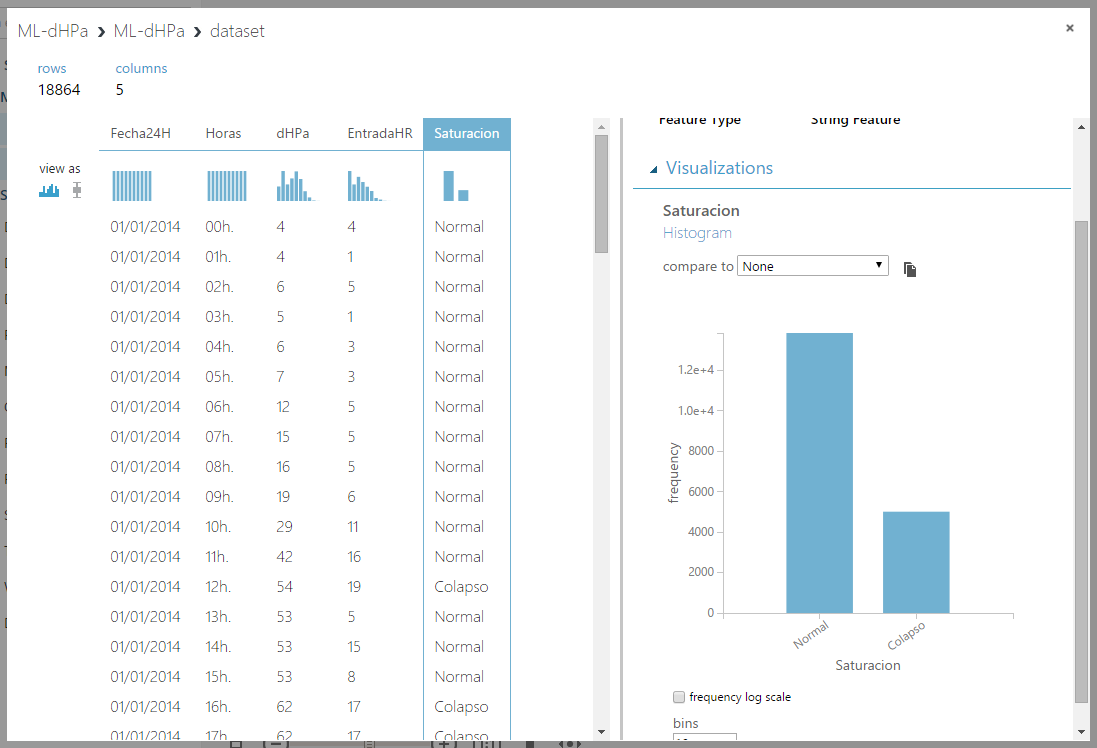 ML-dHPa ❯ ML-dHPa ❯ dataset
rows columns
18864 5
Fecha24H Horas dHPa EntradaHR Saturacion
view as
01/01/2014 00h. 4 4 Normal
01/01/2014 01h. 4 1 Normal
01/01/2014 02h. 6 5 Normal
01/01/2014 03h. 5 1 Normal
01/01/2014 04h. 6 3 Normal
01/01/2014 05h. 7 3 Normal
01/01/2014 06h. 12 5 Normal
01/01/2014 07h. 15 5 Normal
01/01/2014 08h. 16 5 Normal
01/01/2014 09h. 19 6 Normal
01/01/2014 10h. 29 11 Normal
01/01/2014 11h. 42 16 Normal
01/01/2014 12h. 54 19 Colapso
01/01/2014 13h. 53 5 Normal
01/01/2014 14h. 53 15 Normal
01/01/2014 15h. 53 8 Normal
01/01/2014 16h. 62 17 Colapso
01/01/2014 17h. 62 17 Colapso
Feature Type String Feature
Visualizations
Saturacion
Histogram
compare to None
1.2e+4
1.0e+4
8000
6000
4000
2000
0
frequency
Normal Colapso
Saturacion
frequency log scale
bins